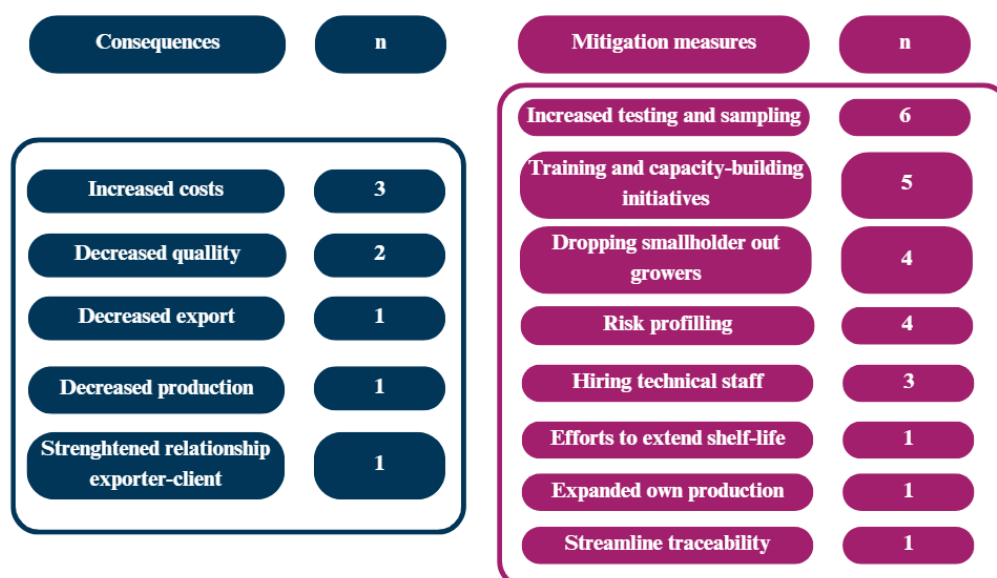 Consequences n
Increased costs 3
Decreased quallity 2
Decreased export 1
Decreased production 1
Strenghtened relationship
exporter-client 1
Mitigation measures n
Increased testing and sampling 6
Training and capacity-building
initiatives 5
Dropping smallholder out
growers 4
Risk profilling 4
Hiring technical staff 3
Efforts to extend shelf-life 1
Expanded own production 1
Streamline traceability 1